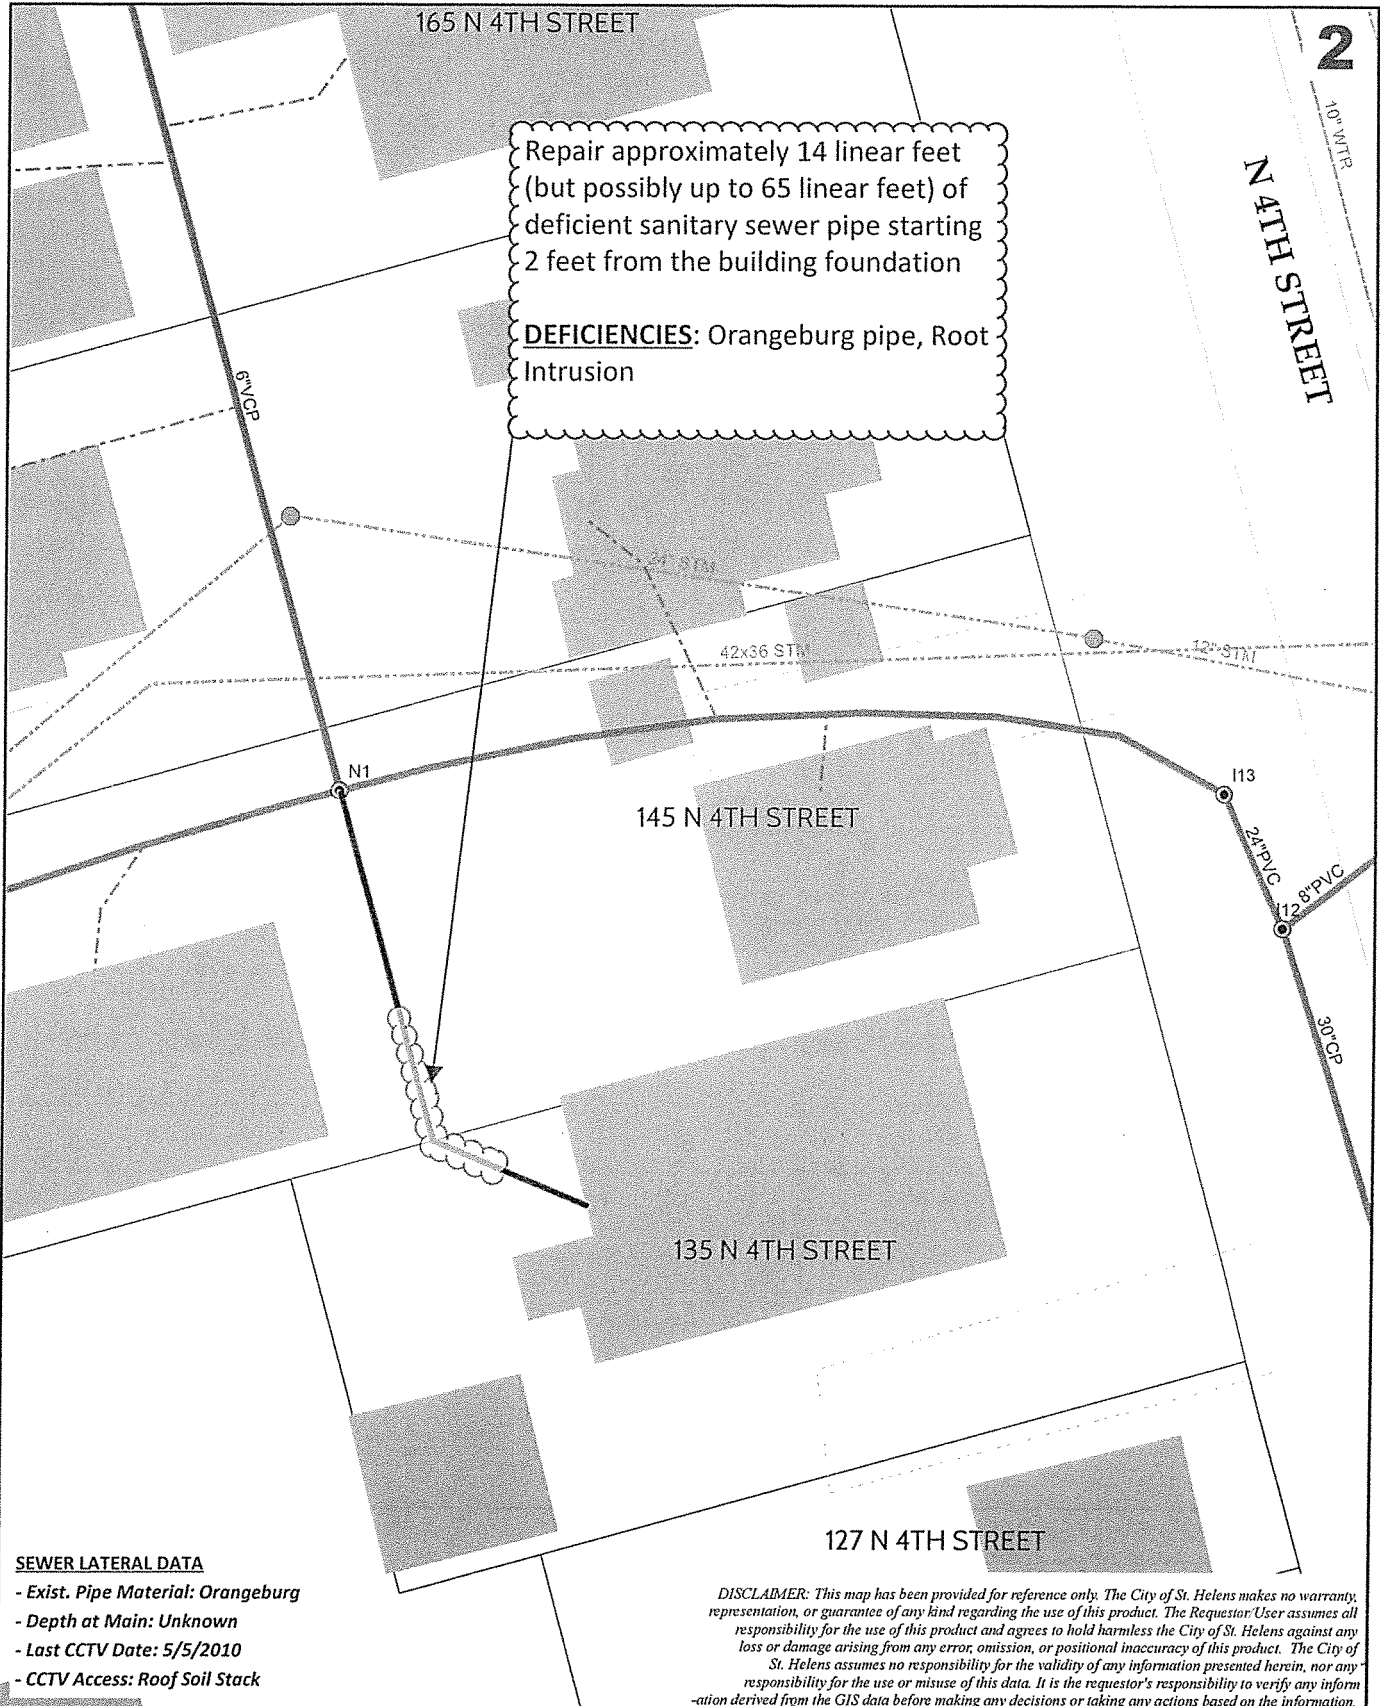 165 N 4TH STREET
2
10" WTR
N 4TH STREET
Repair approximately 14 linear feet
(but possibly up to 65 linear feet) of
deficient sanitary sewer pipe starting
2 feet from the building foundation
DEFICIENCIES: Orangeburg pipe, Root
Intrusion
6"VCP
24" STM
42x36 STM
12" STM
N1
I13
145 N 4TH STREET
24"PVC
8"PVC
I12
30"CP
135 N 4TH STREET
127 N 4TH STREET
SEWER LATERAL DATA
- Exist. Pipe Material: Orangeburg
- Depth at Main: Unknown
- Last CCTV Date: 5/5/2010
- CCTV Access: Roof Soil Stack
DISCLAIMER: This map has been provided for reference only. The City of St. Helens makes no warranty,
representation, or guarantee of any kind regarding the use of this product. The Requestor/User assumes all
responsibility for the use of this product and agrees to hold harmless the City of St. Helens against any
loss or damage arising from any error, omission, or positional inaccuracy of this product. The City of
St. Helens assumes no responsibility for the validity of any information presented herein, nor any
responsibility for the use or misuse of this data. It is the requestor's responsibility to verify any inform
-ation derived from the GIS data before making any decisions or taking any actions based on the information.